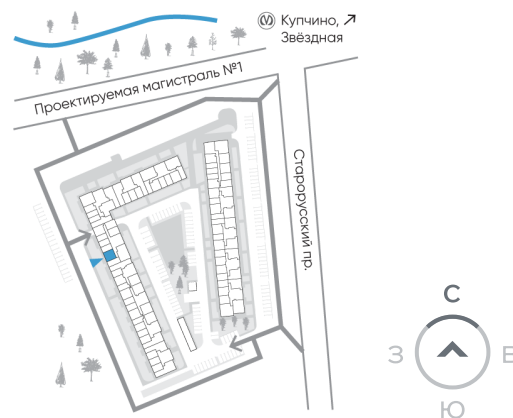 Купчино,
Звёздная
Проектируемая магистраль №1
Старорусский пр.
С
З
В
Ю